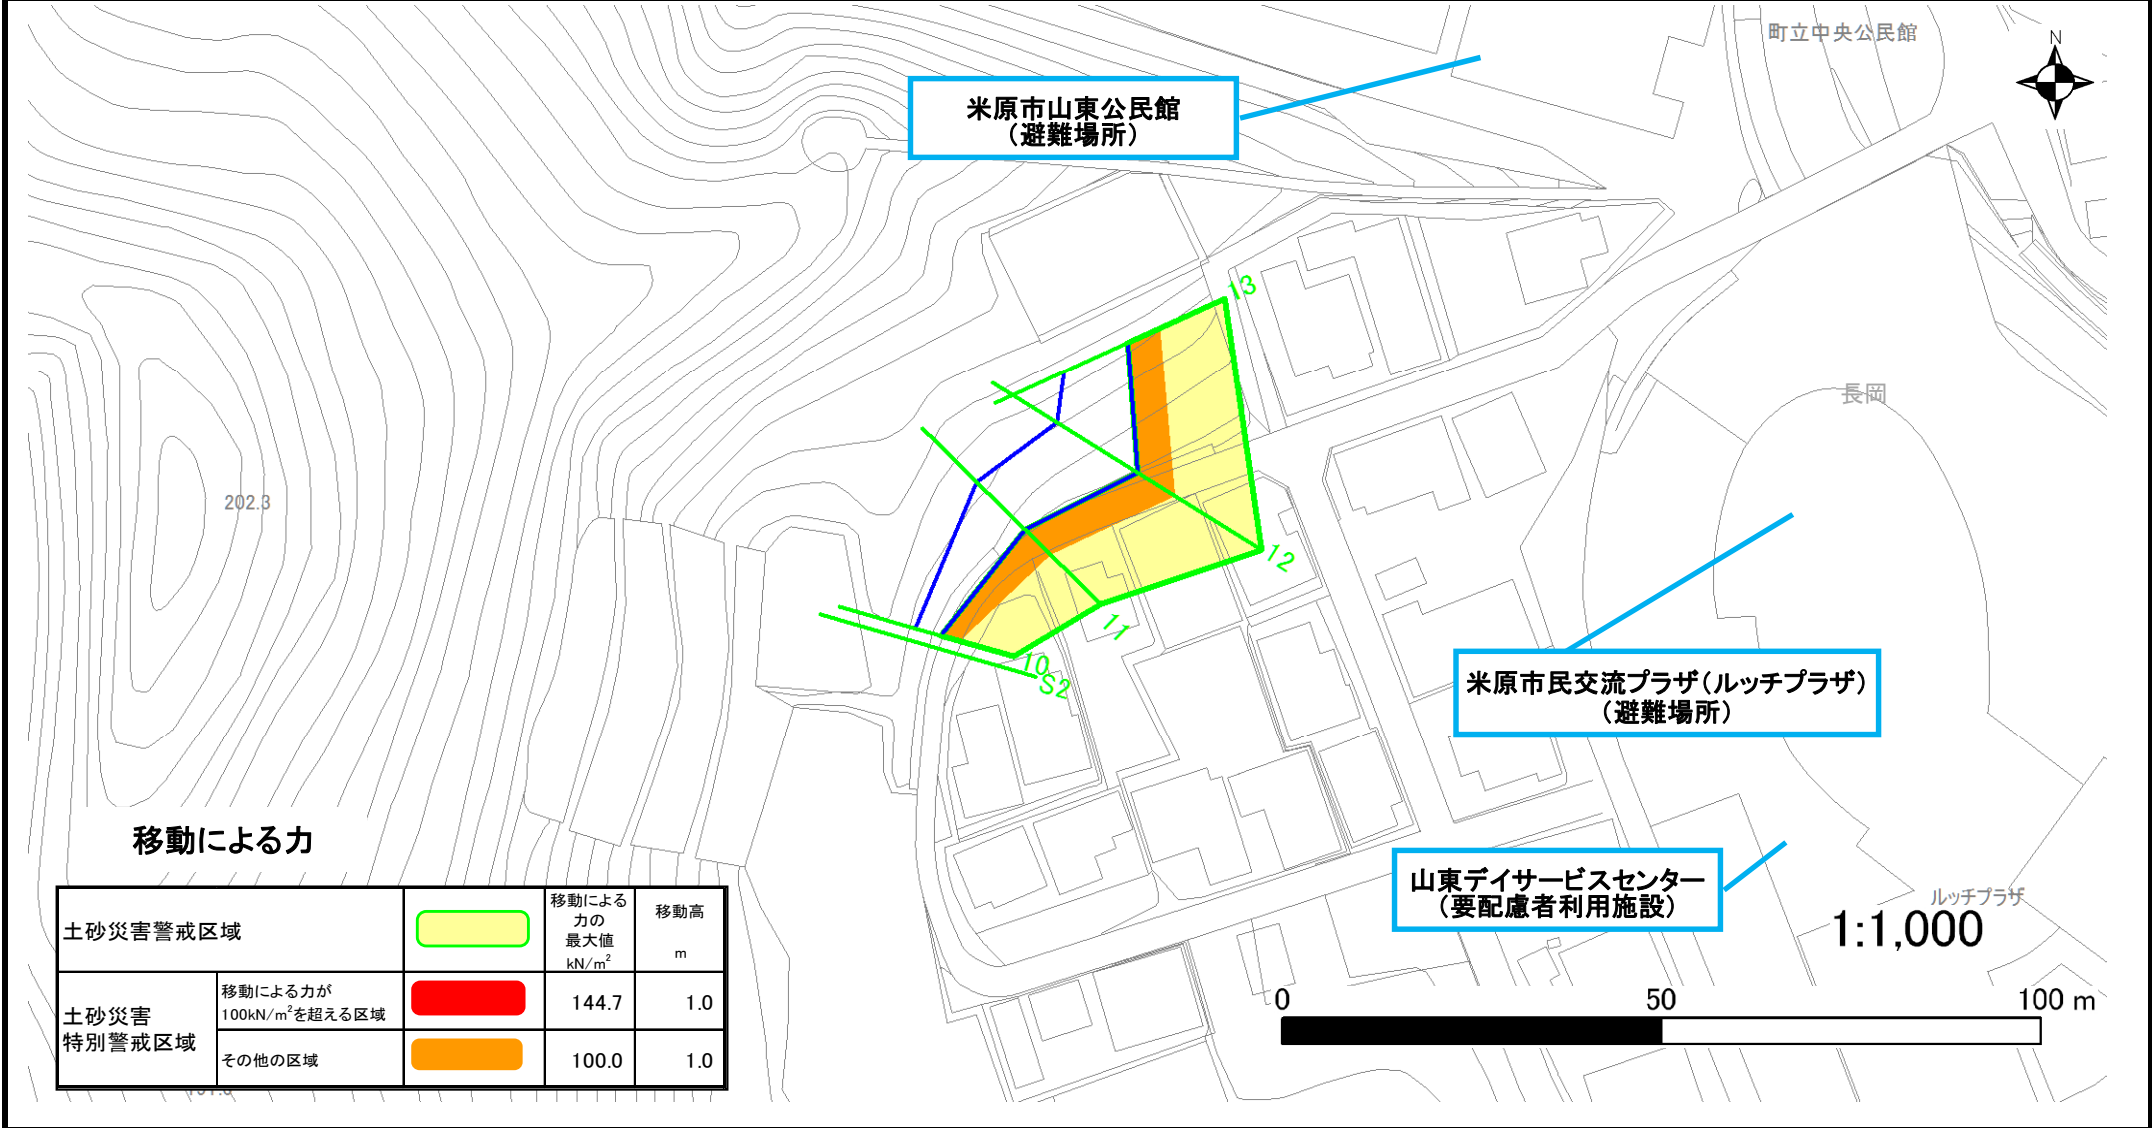 町立中央公民館
N
米原市山東公民館
（避難場所）
13
長岡
202.3
12
11
10
S2
米原市民交流プラザ（ルッチプラザ）
（避難場所）
移動による力
山東デイサービスセンター
（要配慮者利用施設）
ルッチプラザ
1:1,000
0 50 100 m
土砂災害警戒区域
移動による
力の
最大値
kN/m²
移動高
m
土砂災害
特別警戒区域
移動による力が
100kN/m²を超える区域
144.7 1.0
その他の区域
100.0 1.0